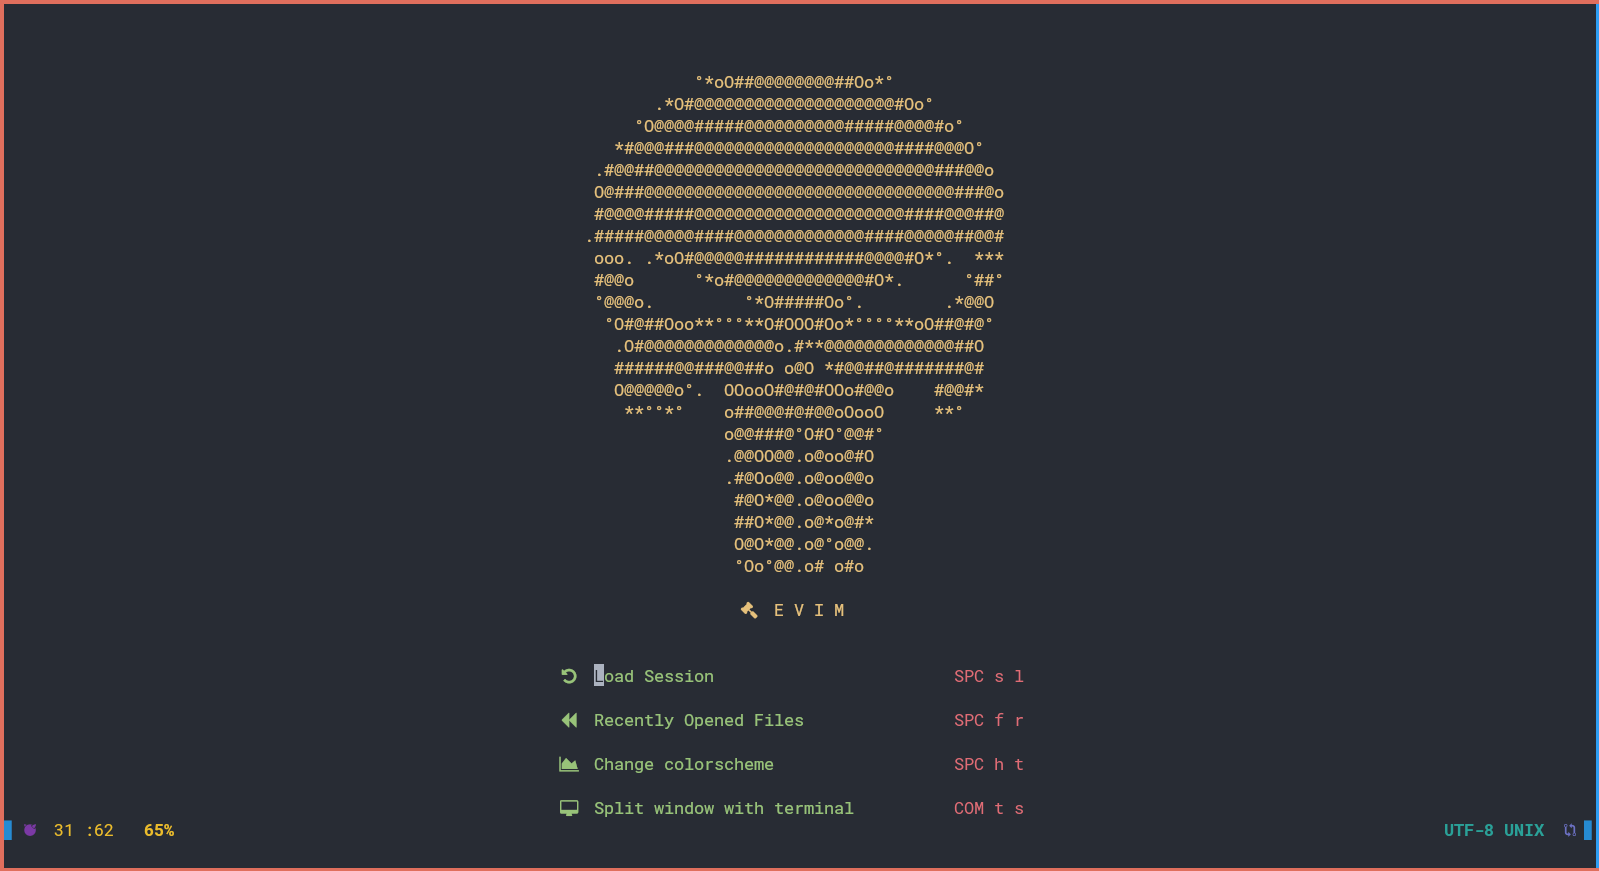 °*oO##@@@@@@@@##Oo*°
.*O#@@@@@@@@@@@@@@@@@@@@#Oo°
°O@@@@#####@@@@@@@@@@#####@@@@#o°
*#@@@###@@@@@@@@@@@@@@@@@@@@####@@@O°
.#@@##@@@@@@@@@@@@@@@@@@@@@@@@@@@@###@@o
O@###@@@@@@@@@@@@@@@@@@@@@@@@@@@@@@@###@o
#@@@@#####@@@@@@@@@@@@@@@@@@@@@####@@@##@
.#####@@@@@####@@@@@@@@@@@@@####@@@@@##@@#
ooo. .*oO#@@@@@############@@@@#O*°.  ***
#@@o      °*o#@@@@@@@@@@@@@#O*.      °##°
°@@@o.         °*O#####Oo°.        .*@@O
°O#@##Ooo**°°°**O#OOO#Oo*°°°°**oO##@#@°
.O#@@@@@@@@@@@@@o.#**@@@@@@@@@@@@@##O
######@@###@@##o o@O *#@@##@#######@#
O@@@@@o°.  OOooO#@#@#OOo#@@o    #@@#*
**°°*°    o##@@@#@#@@oOooO     **°
o@@###@°O#O°@@#°
.@@OO@@.o@oo@#O
.#@Oo@@.o@oo@@o
#@O*@@.o@oo@@o
##O*@@.o@*o@#*
O@O*@@.o@°o@@.
°Oo°@@.o# o#o
E V I M
Load Session SPC s l
Recently Opened Files SPC f r
Change colorscheme SPC h t
Split window with terminal COM t s
31 :62 65% UTF-8 UNIX